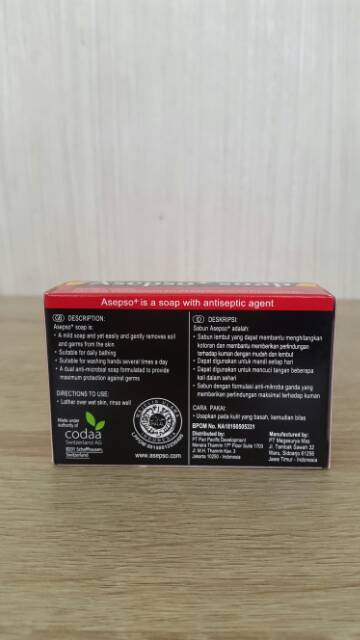 Asepso+ is a soap with antiseptic agent
GB DESCRIPTION:
Asepso+ soap is:
• A mild soap and yet easily and gently removes soil
and germs from the skin
• Suitable for daily bathing
• Suitable for washing hands several times a day
• A dual anti-microbial soap formulated to provide
maximum protection against germs
DIRECTIONS TO USE:
• Lather over wet skin, rinse well
Made under
authority of
codaa
Switzerland AG
8201 Schaffhausen,
Switzerland
www.asepso.com
ID DESKRIPSI:
Sabun Asepso+ adalah:
• Sabun lembut yang dapat membantu menghilangkan
kotoran dan membantu memberikan perlindungan
terhadap kuman dengan mudah dan lembut
• Dapat digunakan untuk mandi setiap hari
• Dapat digunakan untuk mencuci tangan beberapa
kali dalam sehari
• Sabun dengan formulasi anti-mikroba ganda yang
memberikan perlindungan maksimal terhadap kuman
CARA PAKAI:
• Usapkan pada kulit yang basah, kemudian bilas
BPOM No. NA18190505221
Distributed by:
PT Pan Pacific Development
Menara Thamrin 17th Floor Suite 1703
Jl. M.H. Thamrin Kav. 3
Jakarta 10250 - Indonesia
Manufactured by:
PT Megasurya Mas
Jl. Tambak Sawah 32
Waru, Sidoarjo 61256
Jawa Timur - Indonesia